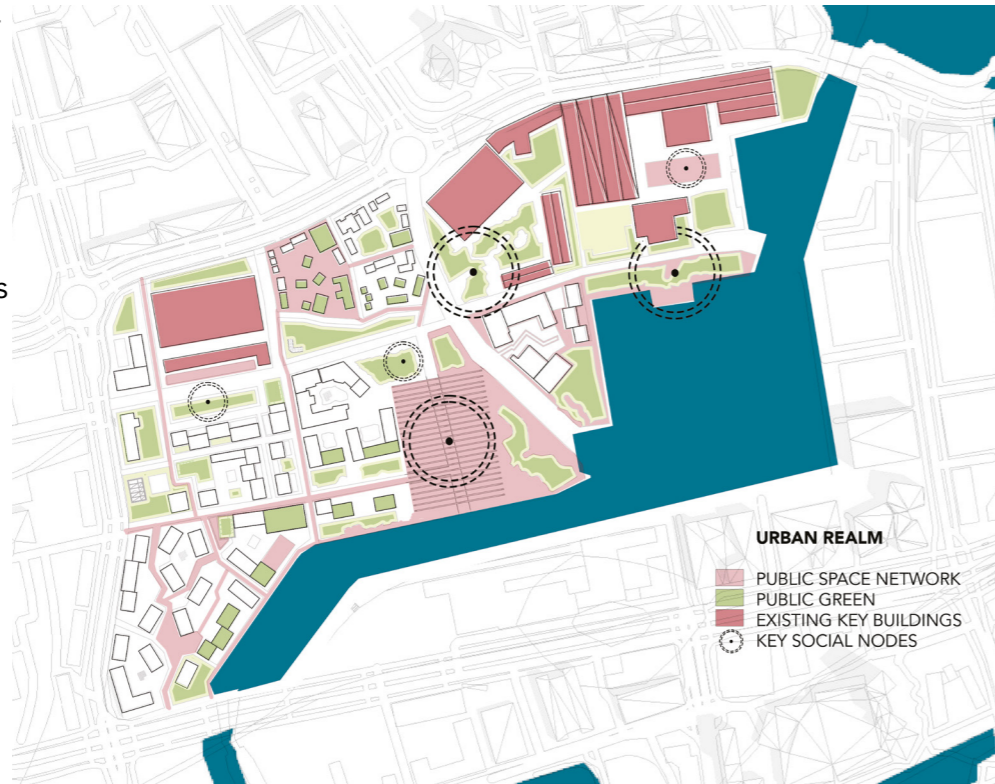 s
URBAN REALM
PUBLIC SPACE NETWORK
PUBLIC GREEN
EXISTING KEY BUILDINGS
KEY SOCIAL NODES